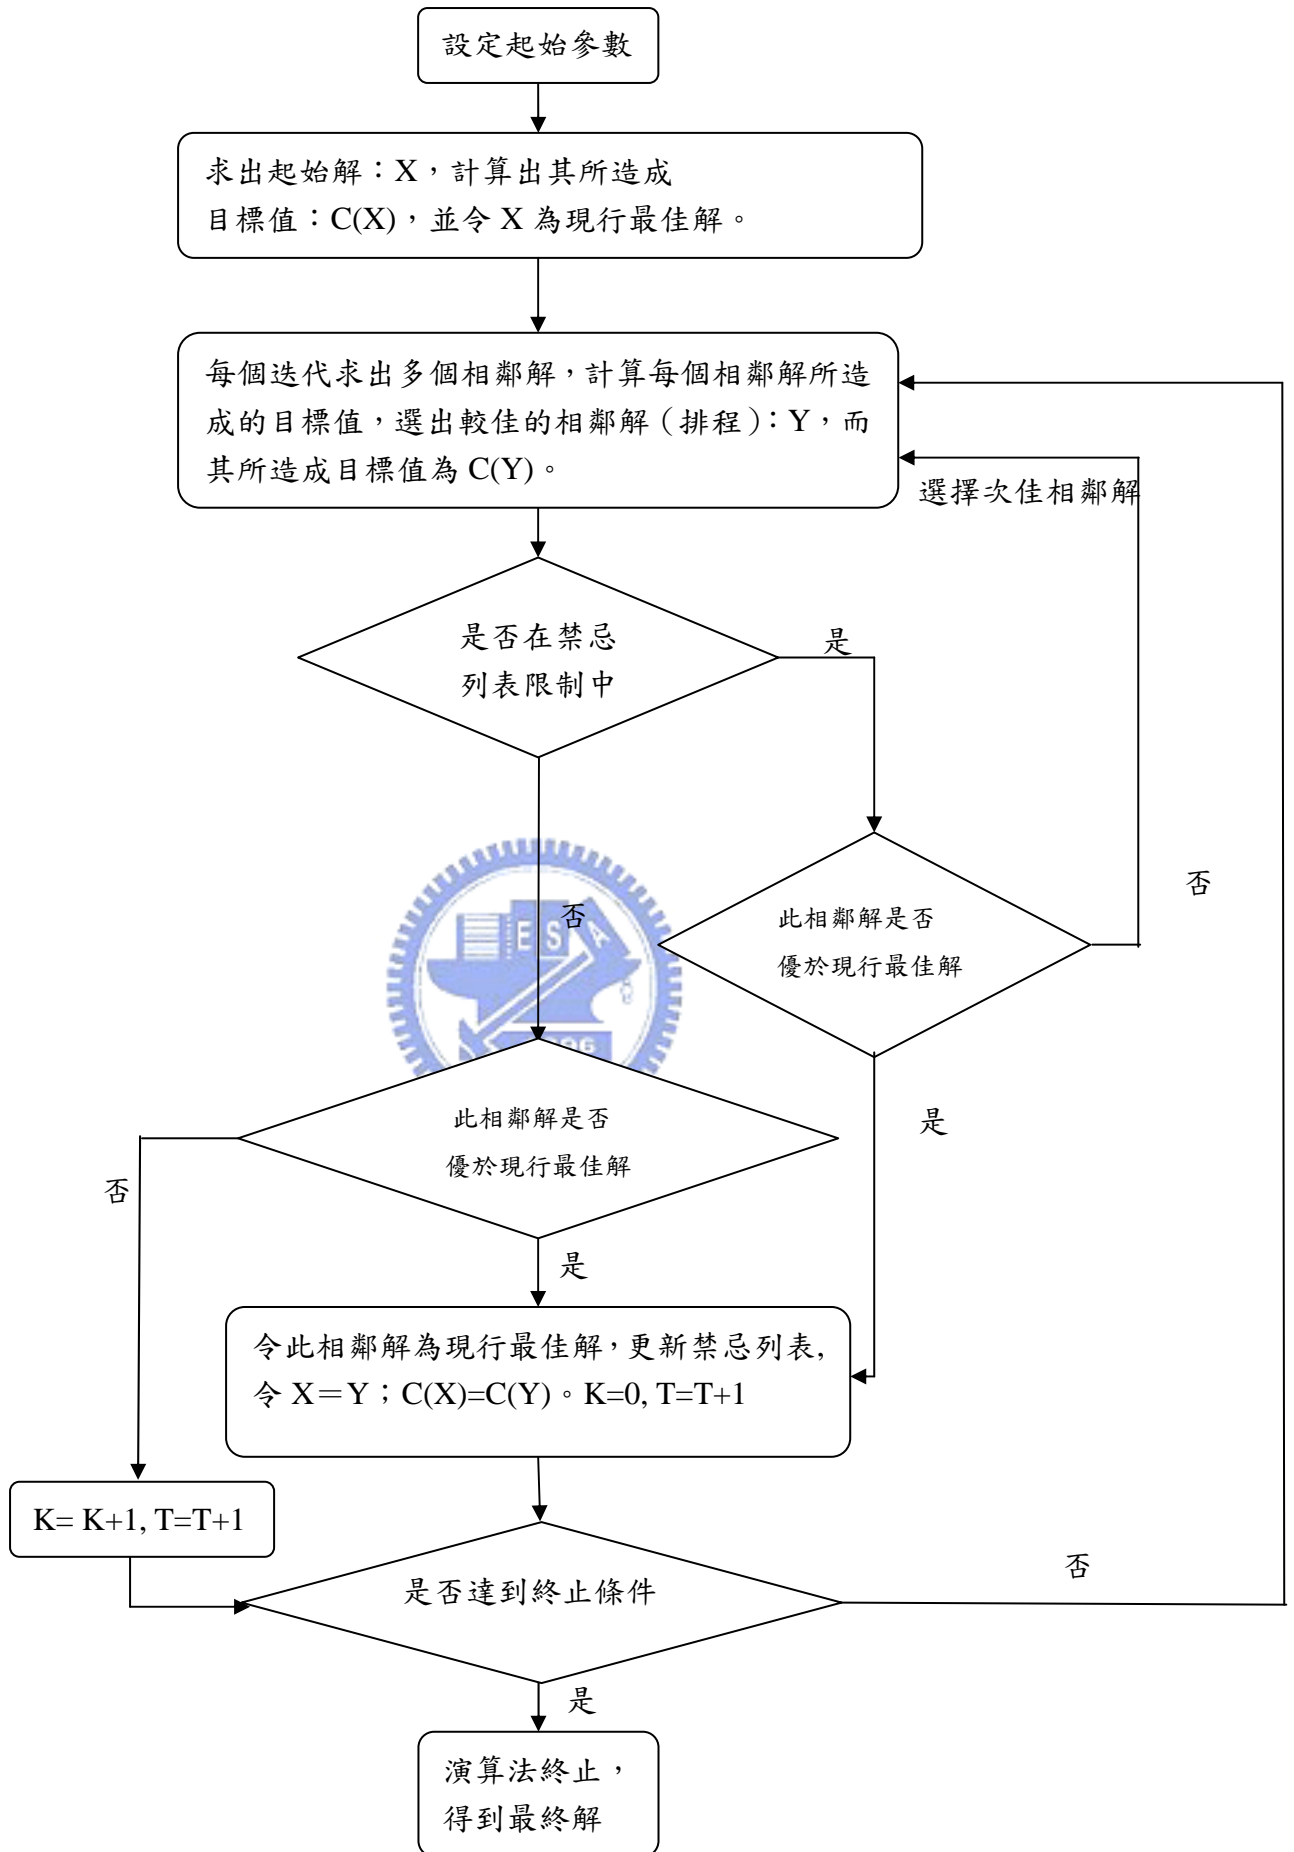 設定起始參數
求出起始解：X，計算出其所造成
目標值：C(X)，並令 X 為現行最佳解。
每個迭代求出多個相鄰解，計算每個相鄰解所造
成的目標值，選出較佳的相鄰解（排程）：Y，而
其所造成目標值為 C(Y)。
選擇次佳相鄰解
是否在禁忌
列表限制中
是
否
ESA
1896
此相鄰解是否
優於現行最佳解
否
是
此相鄰解是否
優於現行最佳解
否
是
令此相鄰解為現行最佳解，更新禁忌列表,
令 X＝Y；C(X)=C(Y)。K=0, T=T+1
K= K+1, T=T+1
是否達到終止條件
否
是
演算法終止，
得到最終解